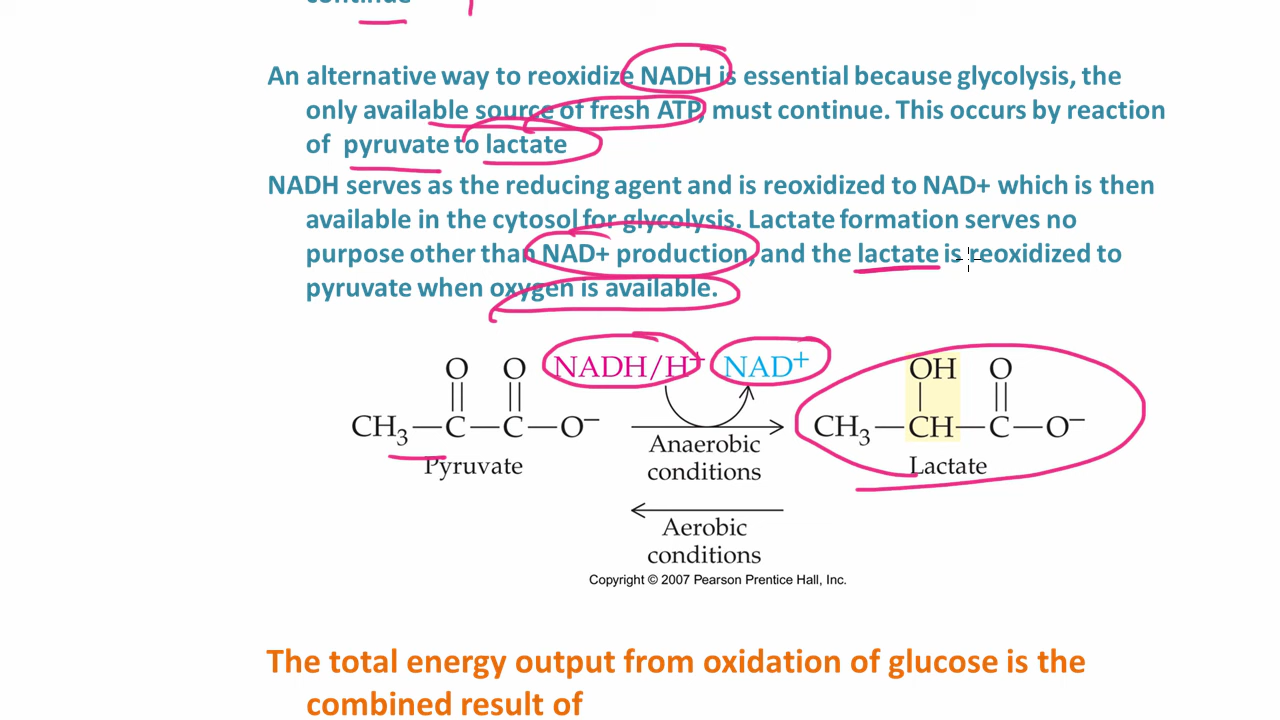 continue
An alternative way to reoxidize NADH is essential because glycolysis, the
only available source of fresh ATP, must continue. This occurs by reaction
of pyruvate to lactate
NADH serves as the reducing agent and is reoxidized to NAD+ which is then
available in the cytosol for glycolysis. Lactate formation serves no
purpose other than NAD+ production, and the lactate is reoxidized to
pyruvate when oxygen is available.
O O NADH/H⁺ NAD⁺ OH O
CH₃—C—C—O⁻ CH₃—CH—C—O⁻
Anaerobic
conditions
Pyruvate Lactate
Aerobic
conditions
Copyright © 2007 Pearson Prentice Hall, Inc.
The total energy output from oxidation of glucose is the
combined result of